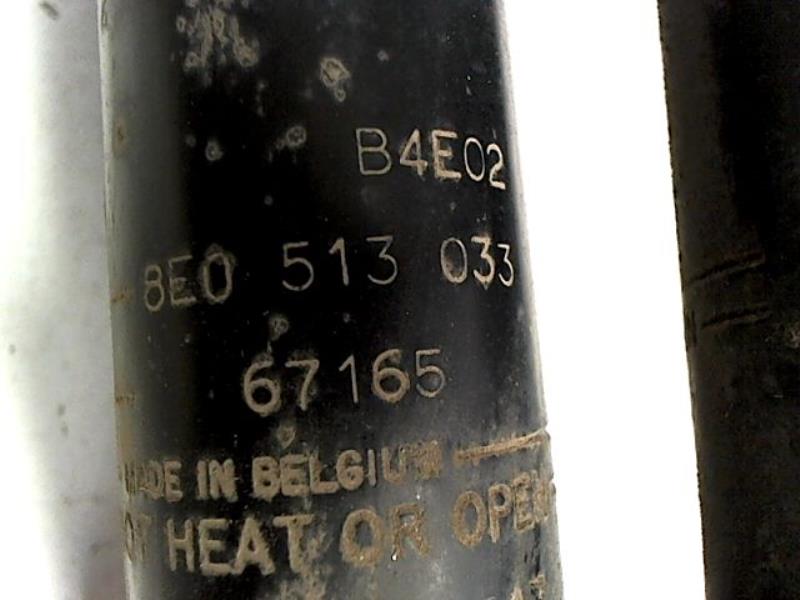 B4E02
8E0 513 033
67165
MADE IN BELGIUM
HEAT OR OPEN